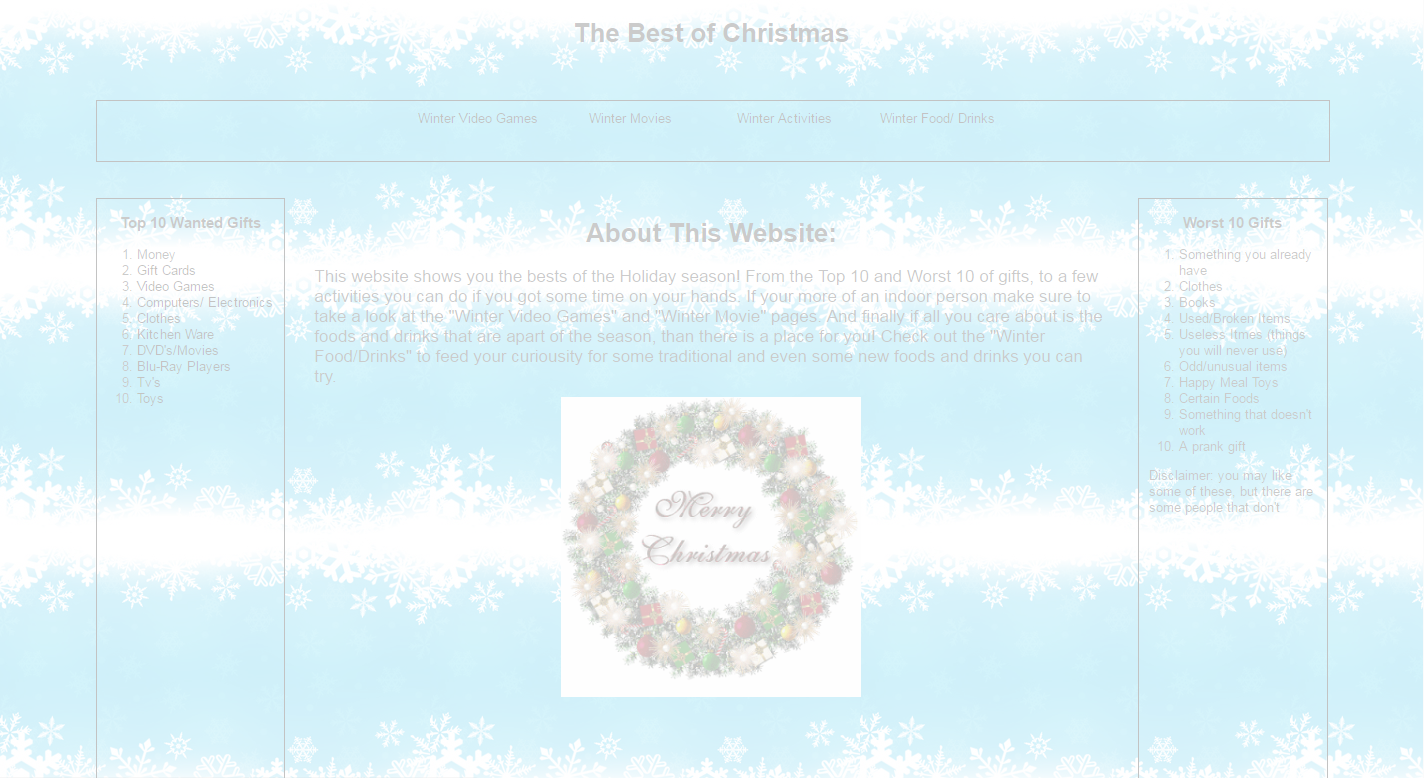 The Best of Christmas
Winter Video Games Winter Movies Winter Activities Winter Food/ Drinks
Top 10 Wanted Gifts
1. Money
2. Gift Cards
3. Video Games
4. Computers/ Electronics
5. Clothes
6. Kitchen Ware
7. DVD's/Movies
8. Blu-Ray Players
9. Tv's
10. Toys
About This Website:
This website shows you the bests of the Holiday season! From the Top 10 and Worst 10 of gifts, to a few
activities you can do if you got some time on your hands. If your more of an indoor person make sure to
take a look at the "Winter Video Games" and "Winter Movie" pages. And finally if all you care about is the
foods and drinks that are apart of the season, than there is a place for you! Check out the "Winter
Food/Drinks" to feed your curiousity for some traditional and even some new foods and drinks you can
try.
Merry
Christmas
Worst 10 Gifts
1. Something you already
have
2. Clothes
3. Books
4. Used/Broken Items
5. Useless Itmes (things
you will never use)
6. Odd/unusual items
7. Happy Meal Toys
8. Certain Foods
9. Something that doesn't
work
10. A prank gift
Disclaimer: you may like
some of these, but there are
some people that don't